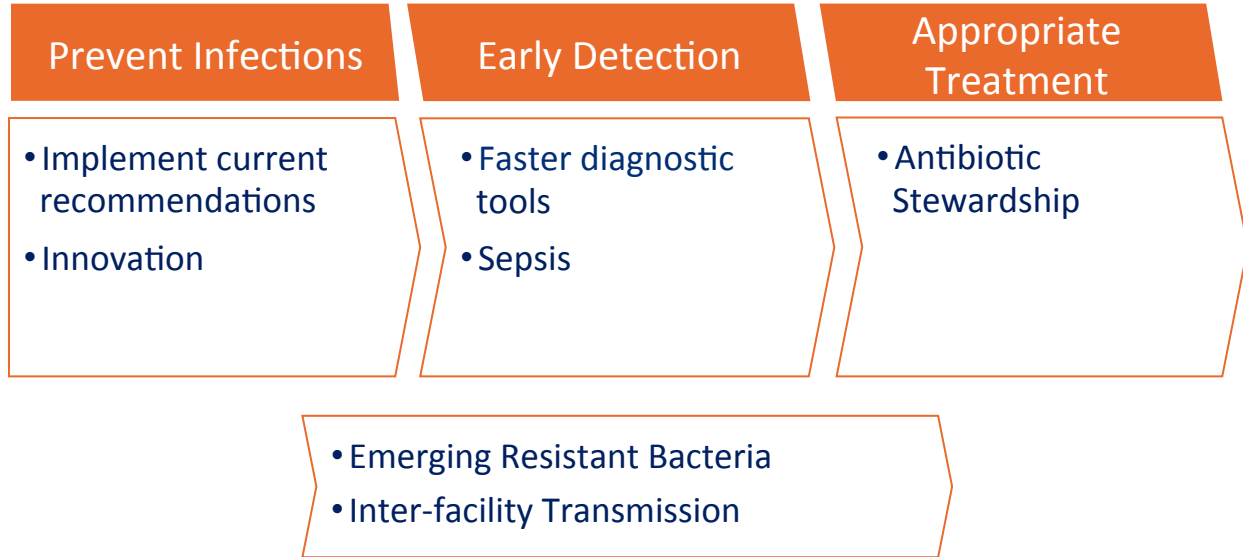 Prevent Infections
Early Detection
Appropriate
Treatment
• Implement current
recommendations
• Innovation
• Faster diagnostic
tools
• Sepsis
• Antibiotic
Stewardship
• Emerging Resistant Bacteria
• Inter-facility Transmission